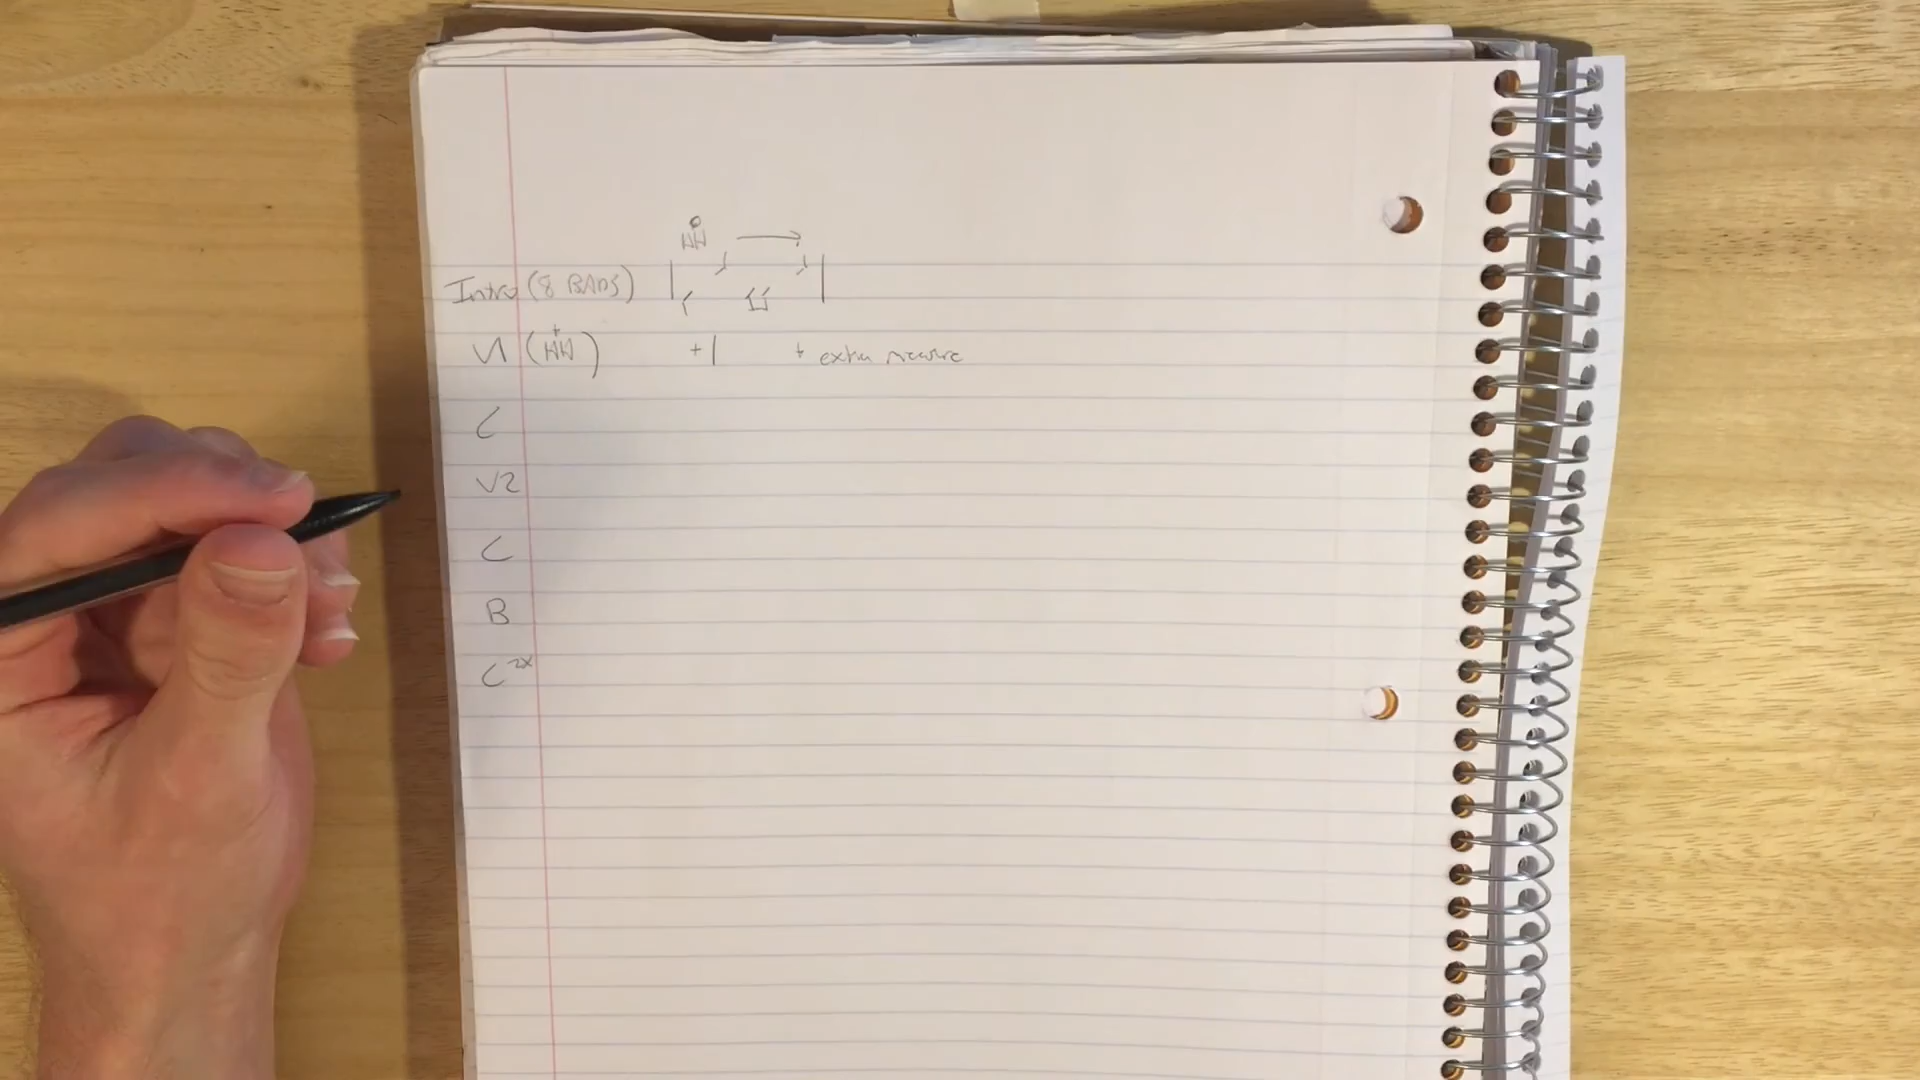 HH
Intro (8 BARS)
V1 (HH) +1 + extra measure
C
V2
C
B
C 2x